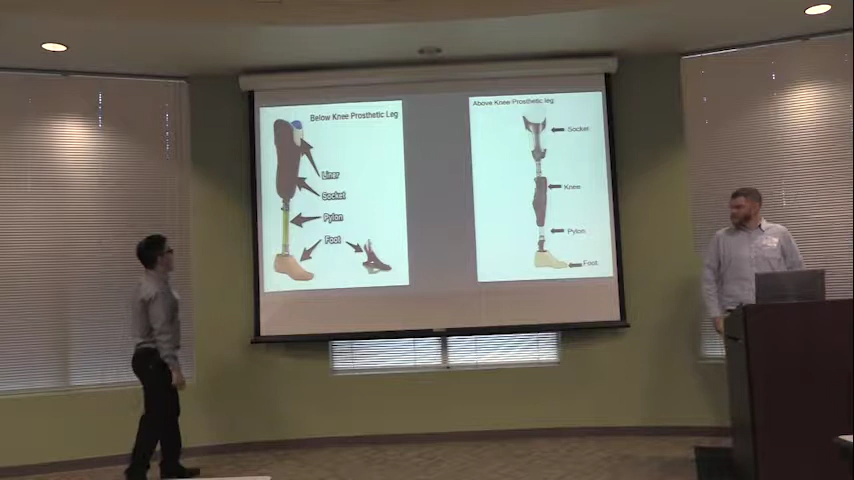 Below Knee Prosthetic Leg
Liner
Socket
Pylon
Foot
Above Knee Prosthetic leg
Socket
Knee
Pylon
Foot